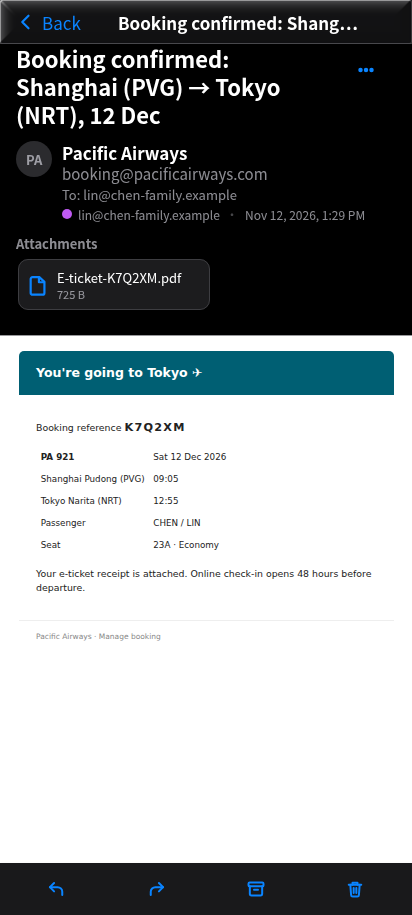 Back
Booking confirmed: Shang…
Booking confirmed:
Shanghai (PVG) → Tokyo
(NRT), 12 Dec
PA
Pacific Airways
booking@pacificairways.com
To: lin@chen-family.example
lin@chen-family.example · Nov 12, 2026, 1:29 PM
Attachments
E-ticket-K7Q2XM.pdf
725 B
You're going to Tokyo ✈
Booking reference K7Q2XM
PA 921 Sat 12 Dec 2026
Shanghai Pudong (PVG) 09:05
Tokyo Narita (NRT) 12:55
Passenger CHEN / LIN
Seat 23A · Economy
Your e-ticket receipt is attached. Online check-in opens 48 hours before
departure.
Pacific Airways · Manage booking